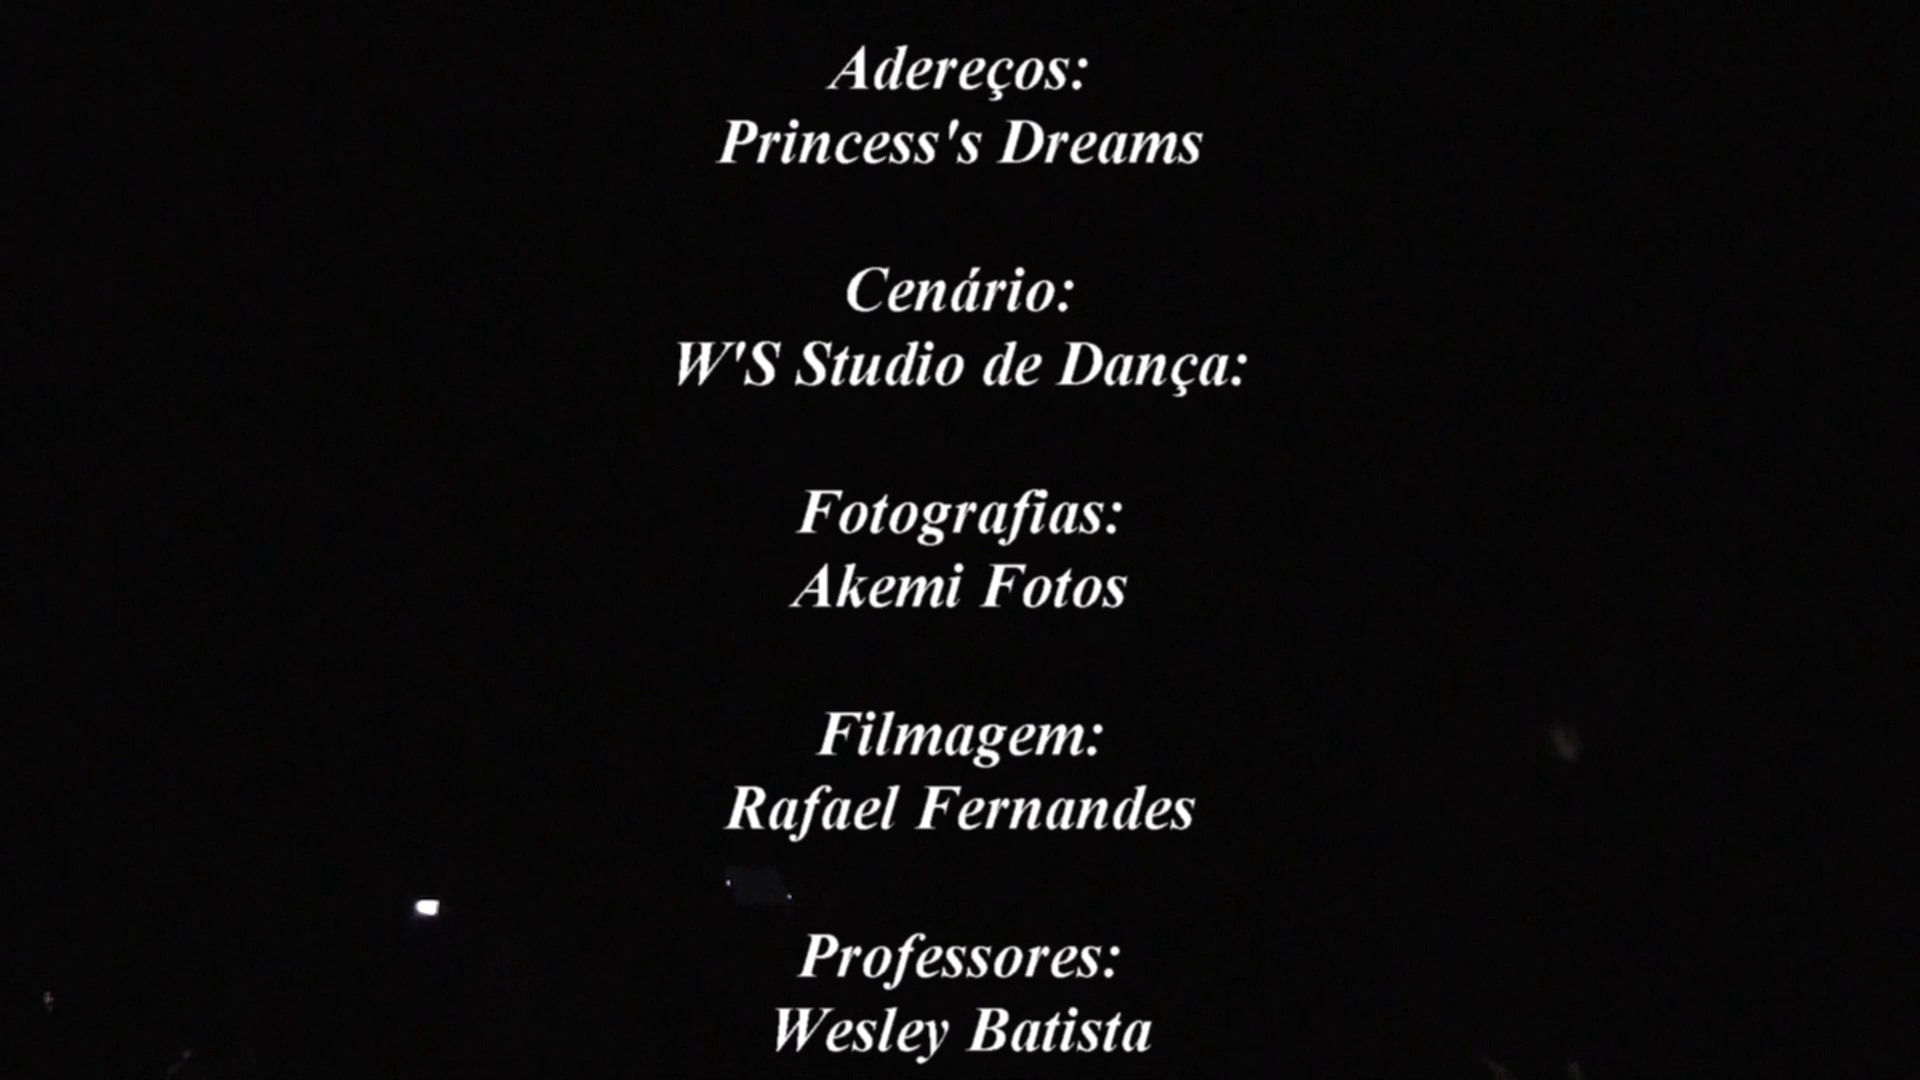 Adereços:
Princess's Dreams
Cenário:
W'S Studio de Dança:
Fotografias:
Akemi Fotos
Filmagem:
Rafael Fernandes
Professores:
Wesley Batista